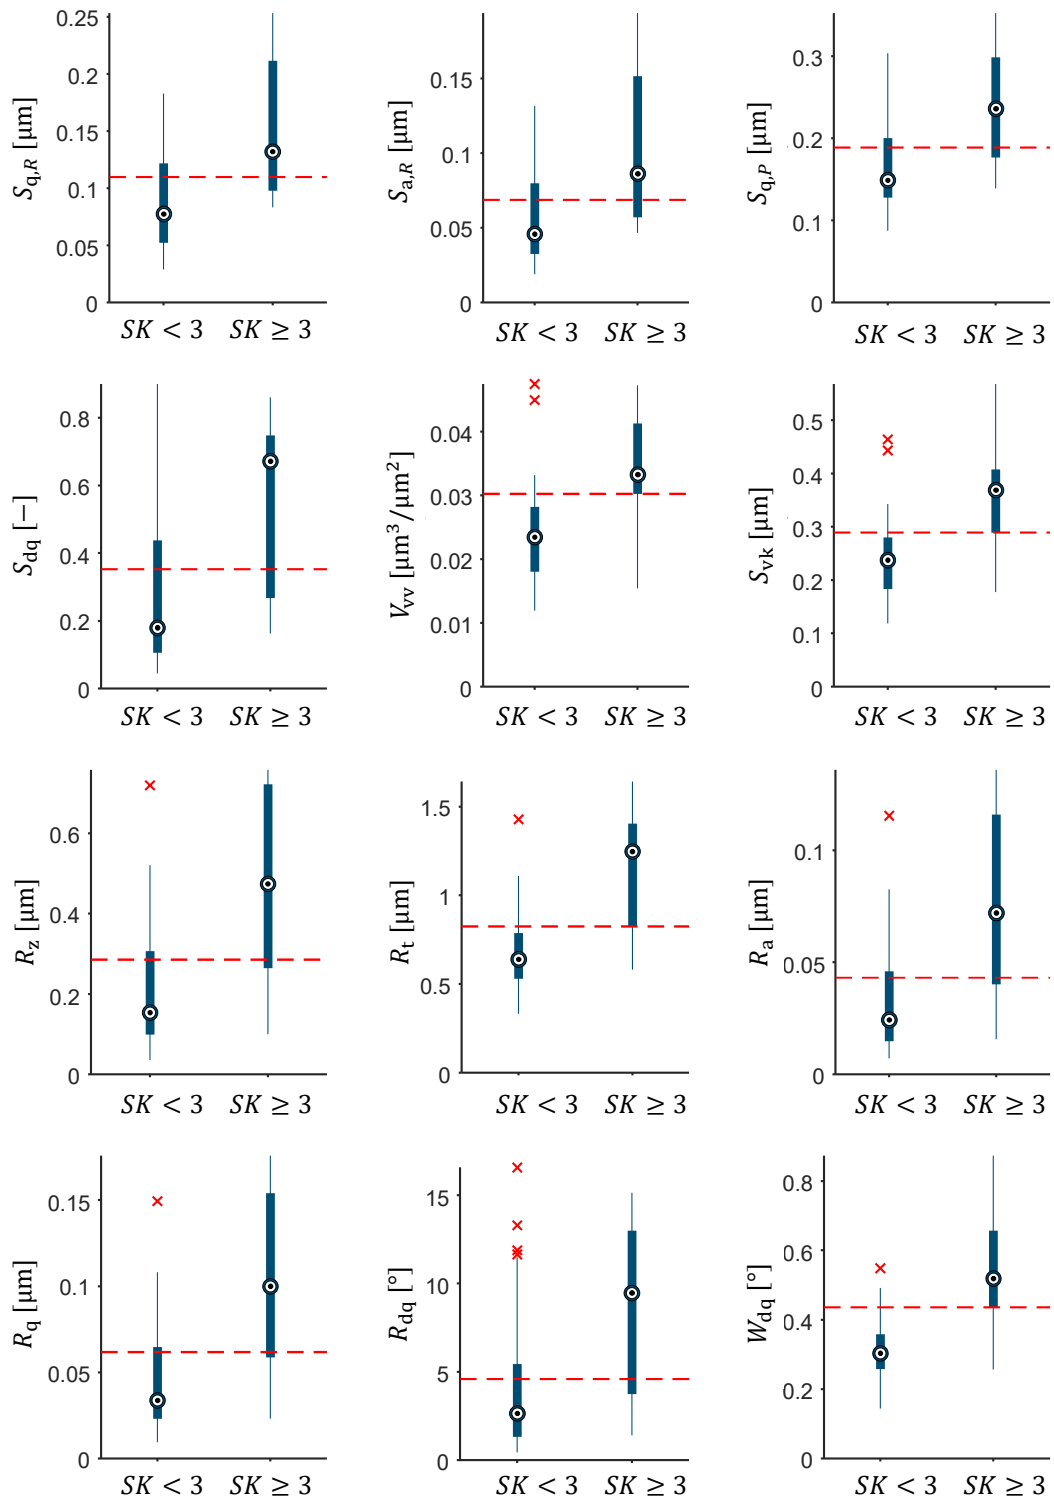 S_q,R [μm]
0.25
0.2
0.15
0.1
0.05
0
SK < 3
SK ≥ 3
S_a,R [μm]
0.15
0.1
0.05
0
SK < 3
SK ≥ 3
S_q,P [μm]
0.3
0.2
0.1
0
SK < 3
SK ≥ 3
S_dq [−]
0.8
0.6
0.4
0.2
0
SK < 3
SK ≥ 3
V_vv [μm³/μm²]
0.04
0.03
0.02
0.01
0
SK < 3
SK ≥ 3
S_vk [μm]
0.5
0.4
0.3
0.2
0.1
0
SK < 3
SK ≥ 3
R_z [μm]
0.6
0.4
0.2
0
SK < 3
SK ≥ 3
R_t [μm]
1.5
1
0.5
0
SK < 3
SK ≥ 3
R_a [μm]
0.1
0.05
0
SK < 3
SK ≥ 3
R_q [μm]
0.15
0.1
0.05
0
SK < 3
SK ≥ 3
R_dq [°]
15
10
5
0
SK < 3
SK ≥ 3
W_dq [°]
0.8
0.6
0.4
0.2
0
SK < 3
SK ≥ 3